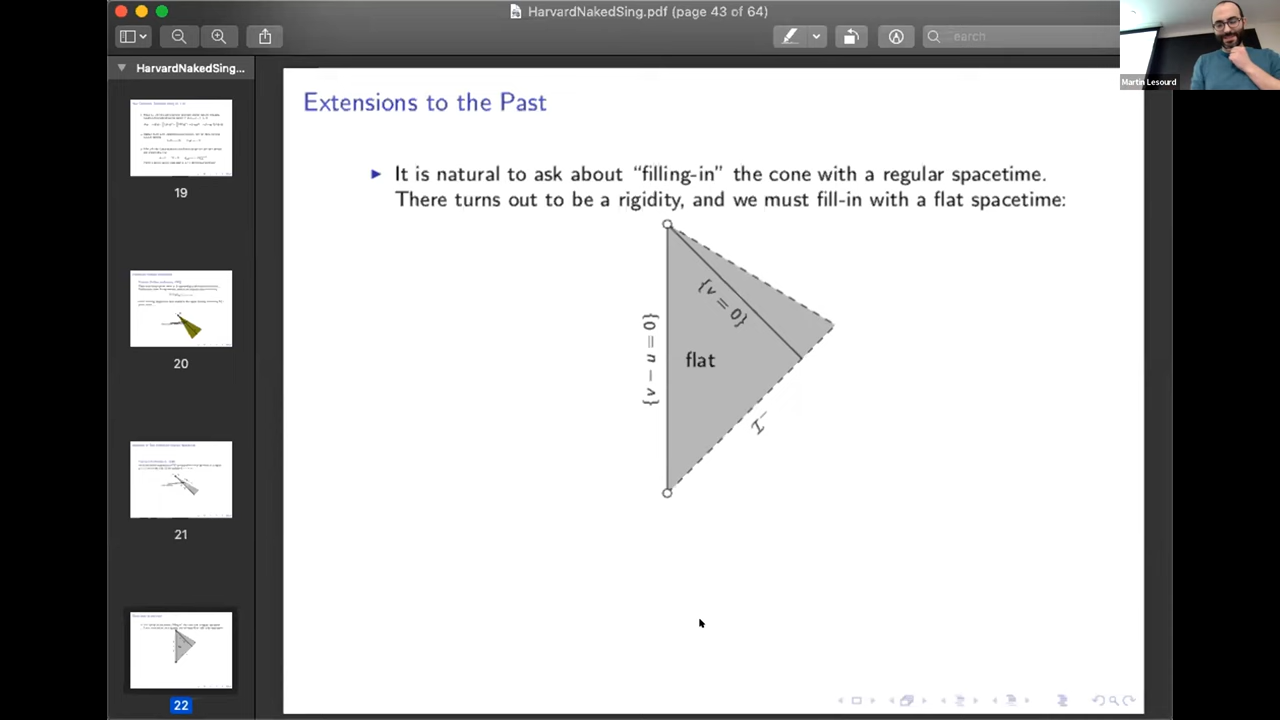 HarvardNakedSing.pdf (page 43 of 64)
Search
Martin Lesourd
HarvardNakedSing...
19
20
21
22
Extensions to the Past
▶ It is natural to ask about “filling-in” the cone with a regular spacetime.
There turns out to be a rigidity, and we must fill-in with a flat spacetime:
{v = 0}
{v − u = 0}
flat
I−